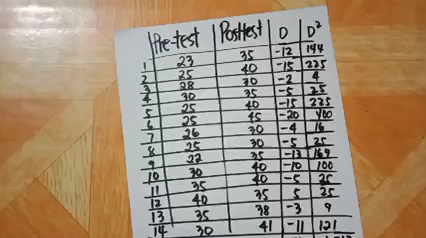 Pre-test Posttest D D²
1 23 35 -12 144
2 25 40 -15 225
3 28 30 -2 4
4 30 35 -5 25
5 25 40 -15 225
6 25 45 -20 400
7 26 30 -4 16
8 25 30 -5 25
9 22 35 -13 169
10 30 40 -10 100
11 35 40 -5 25
12 40 35 5 25
13 35 38 -3 9
14 30 41 -11 121